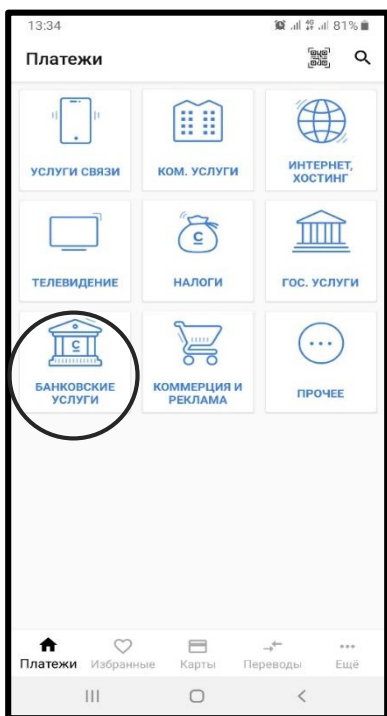 13:34
4G
81%
Платежи
УСЛУГИ СВЯЗИ
КОМ. УСЛУГИ
ИНТЕРНЕТ,
ХОСТИНГ
ТЕЛЕВИДЕНИЕ
С
НАЛОГИ
ГОС. УСЛУГИ
С
БАНКОВСКИЕ
УСЛУГИ
КОММЕРЦИЯ И
РЕКЛАМА
ПРОЧЕЕ
Платежи Избранные Карты Переводы Ещё